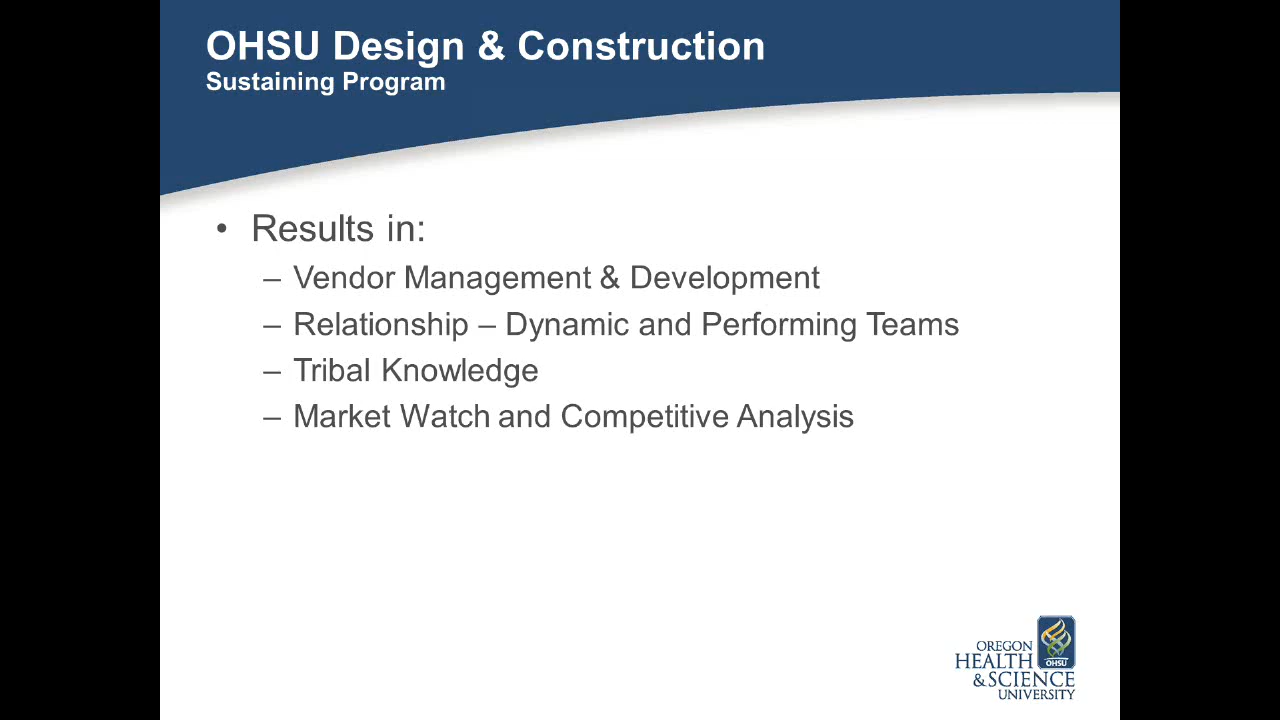 OHSU Design & Construction
Sustaining Program
• Results in:
– Vendor Management & Development
– Relationship – Dynamic and Performing Teams
– Tribal Knowledge
– Market Watch and Competitive Analysis
OREGON
HEALTH
OHSU
&SCIENCE
UNIVERSITY